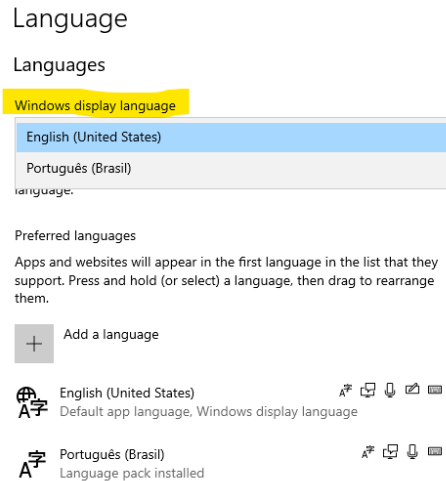 Language
Languages
Windows display language
English (United States)
Português (Brasil)
language.
Preferred languages
Apps and websites will appear in the first language in the list that they
support. Press and hold (or select) a language, then drag to rearrange
them.
Add a language
English (United States)
Default app language, Windows display language
Português (Brasil)
Language pack installed